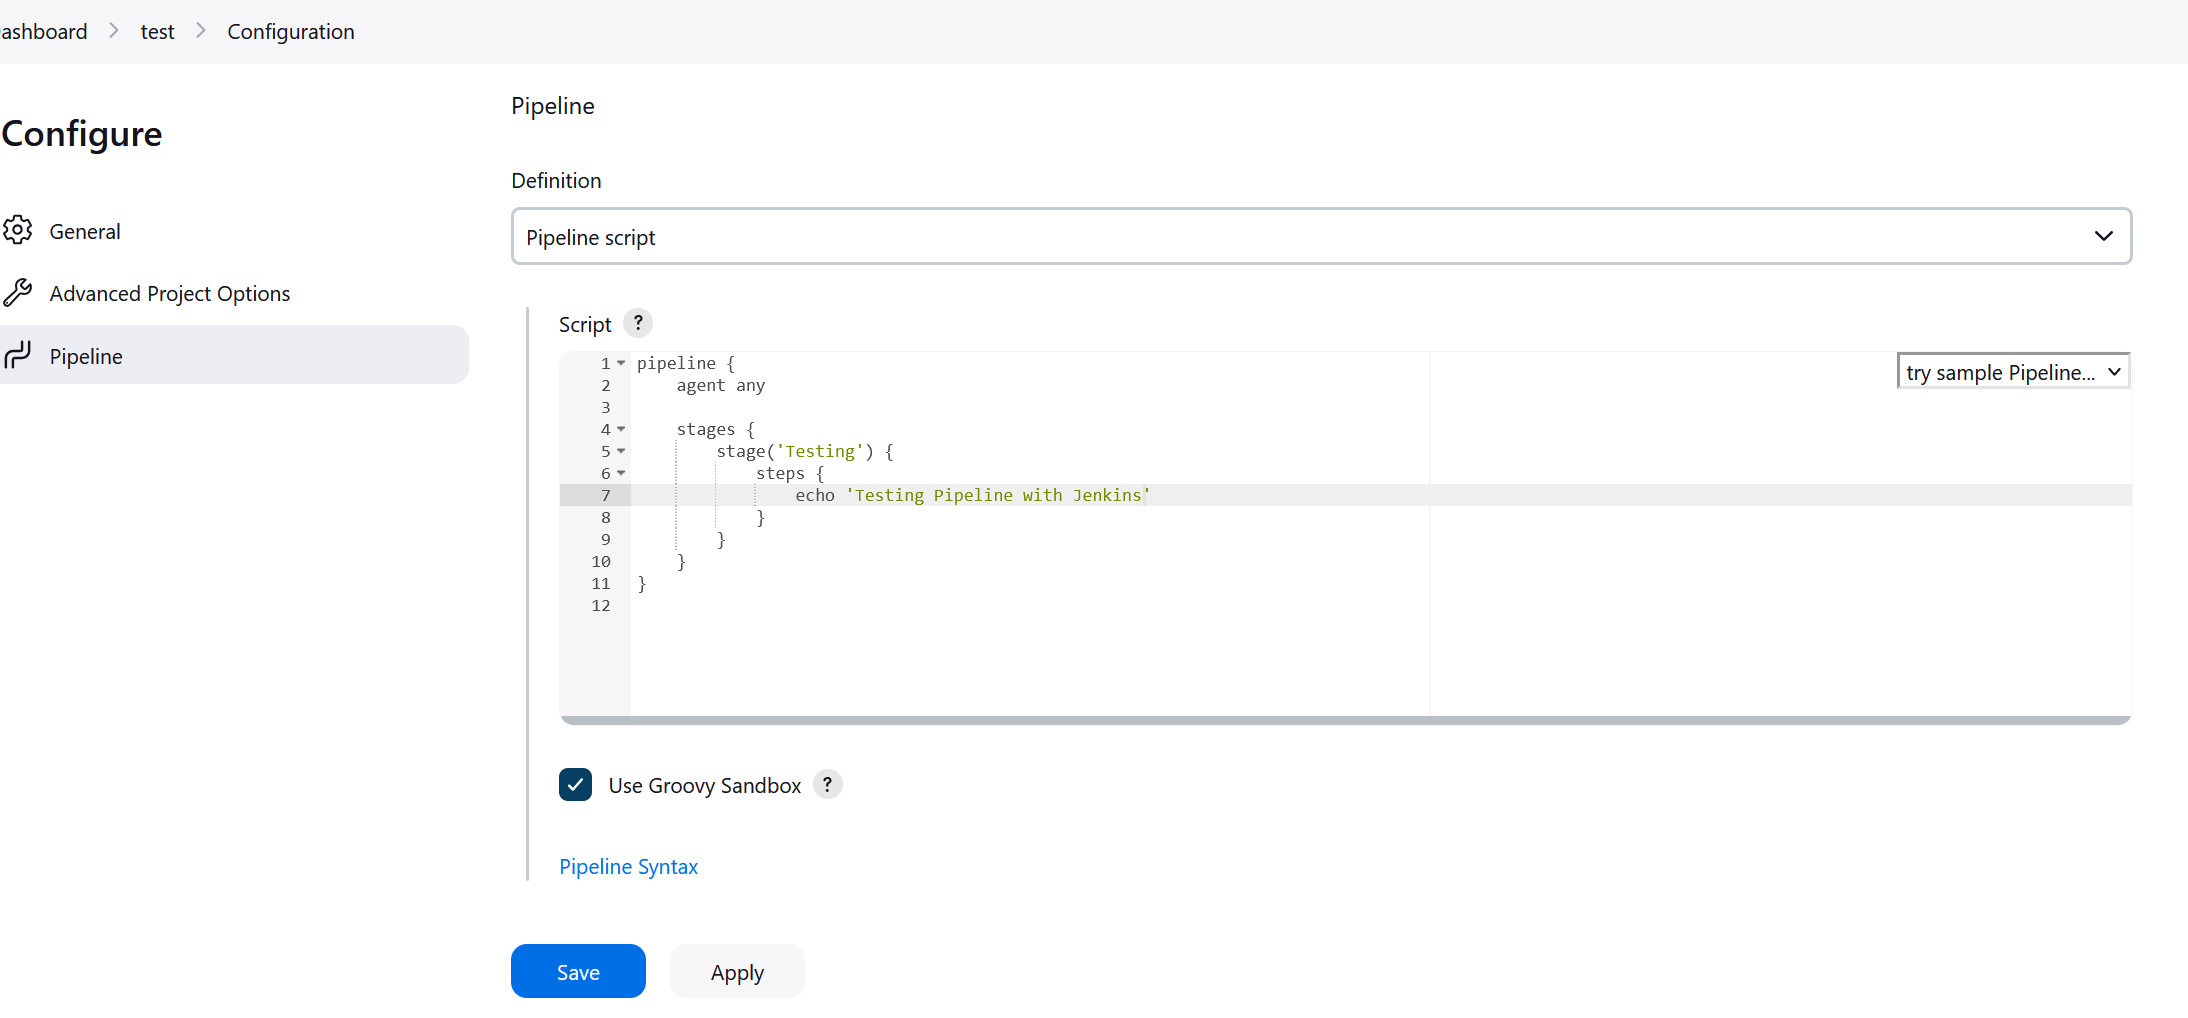 ashboard > test > Configuration
Configure
General
Advanced Project Options
Pipeline
Pipeline
Definition
Pipeline script
Script ?
try sample Pipeline...
1 pipeline {
2     agent any
3
4     stages {
5         stage('Testing') {
6             steps {
7                 echo 'Testing Pipeline with Jenkins'
8             }
9         }
10     }
11 }
12
Use Groovy Sandbox ?
Pipeline Syntax
Save
Apply